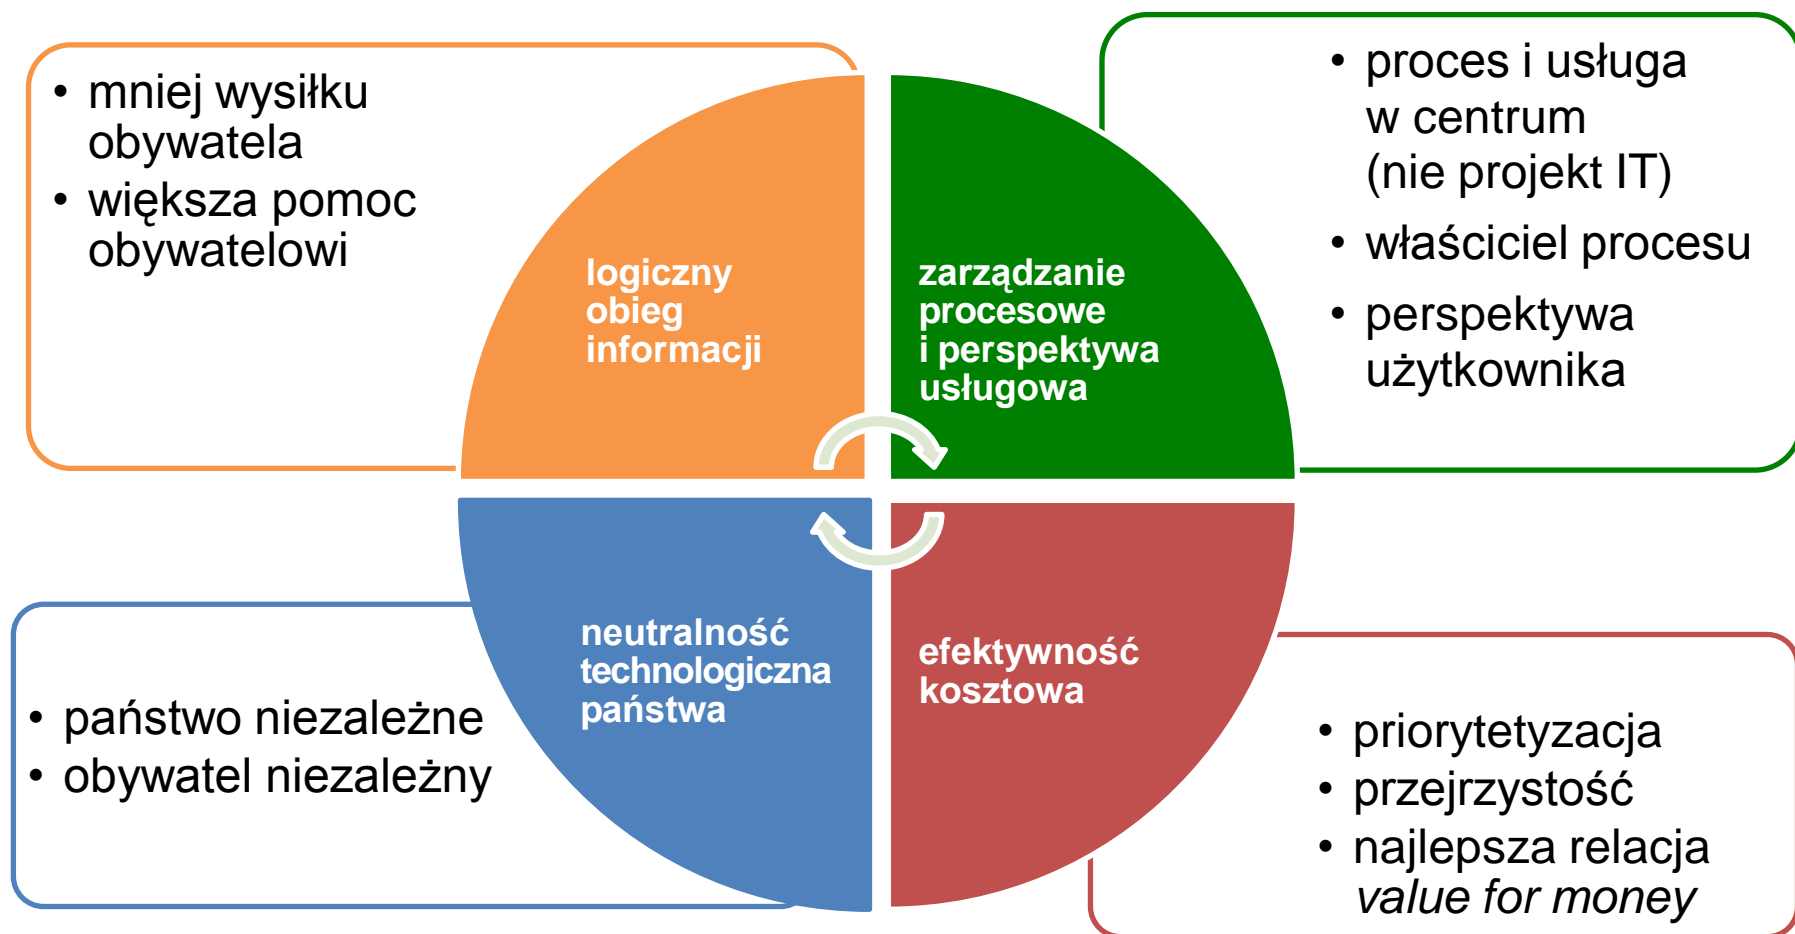 • mniej wysiłku
obywatela
• większa pomoc
obywatelowi
logiczny
obieg
informacji
• proces i usługa
w centrum
(nie projekt IT)
• właściciel procesu
• perspektywa
użytkownika
zarządzanie
procesowe
i perspektywa
usługowa
• państwo niezależne
• obywatel niezależny
neutralność
technologiczna
państwa
efektywność
kosztowa
• priorytetyzacja
• przejrzystość
• najlepsza relacja
value for money